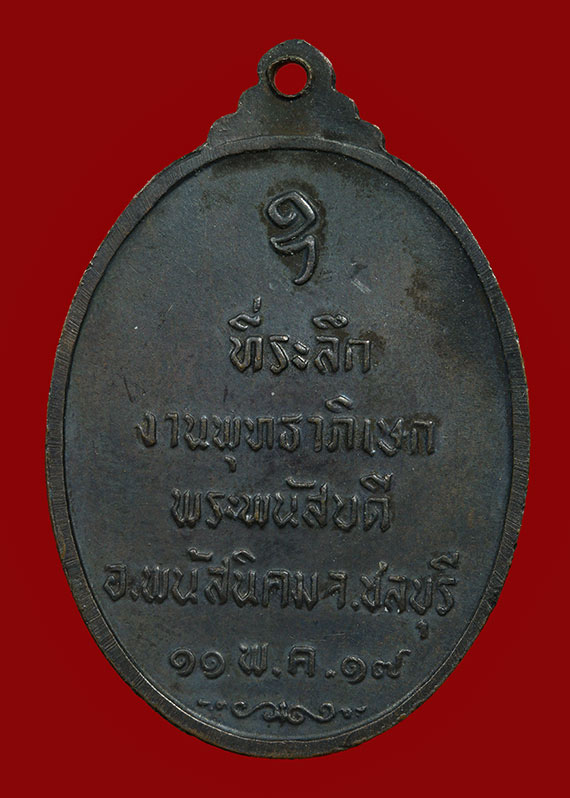 ที่ระลึก
งานพุทธาภิเษก
พระพนัสบดี
อ.พนัสนิคม จ.ชลบุรี
๑๑ พ.ค. ๑๗